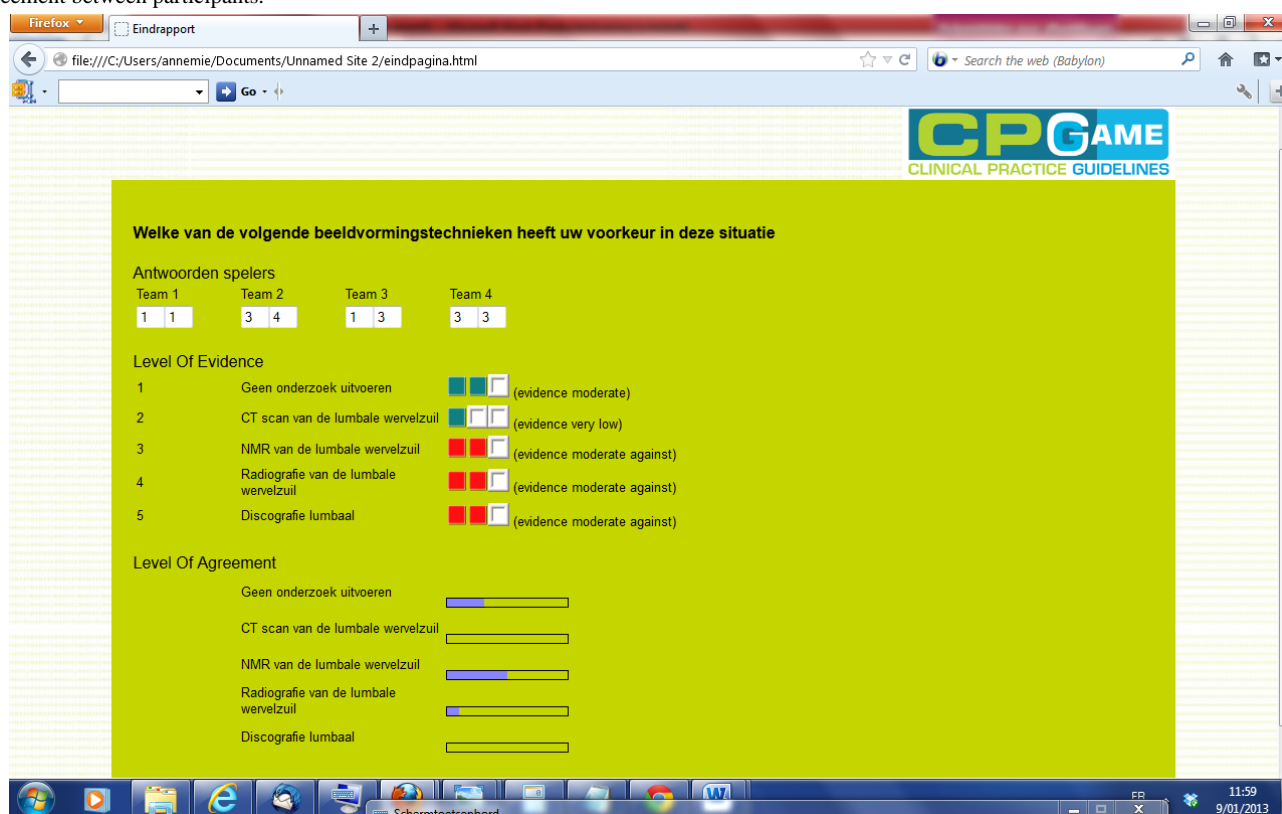 between participants.
Firefox
Eindrapport
file:///C:/Users/annemie/Documents/Unnamed Site 2/eindpagina.html
Search the web (Babylon)
Go
CPGAME
CLINICAL PRACTICE GUIDELINES
Welke van de volgende beeldvormingstechnieken heeft uw voorkeur in deze situatie
Antwoorden spelers
Team 1 Team 2 Team 3 Team 4
1 1 3 4 1 3 3 3
Level Of Evidence
1 Geen onderzoek uitvoeren (evidence moderate)
2 CT scan van de lumbale wervelzuil (evidence very low)
3 NMR van de lumbale wervelzuil (evidence moderate against)
4 Radiografie van de lumbale
wervelzuil (evidence moderate against)
5 Discografie lumbaal (evidence moderate against)
Level Of Agreement
Geen onderzoek uitvoeren
CT scan van de lumbale wervelzuil
NMR van de lumbale wervelzuil
Radiografie van de lumbale
wervelzuil
Discografie lumbaal
FR
11:59
9/01/2013